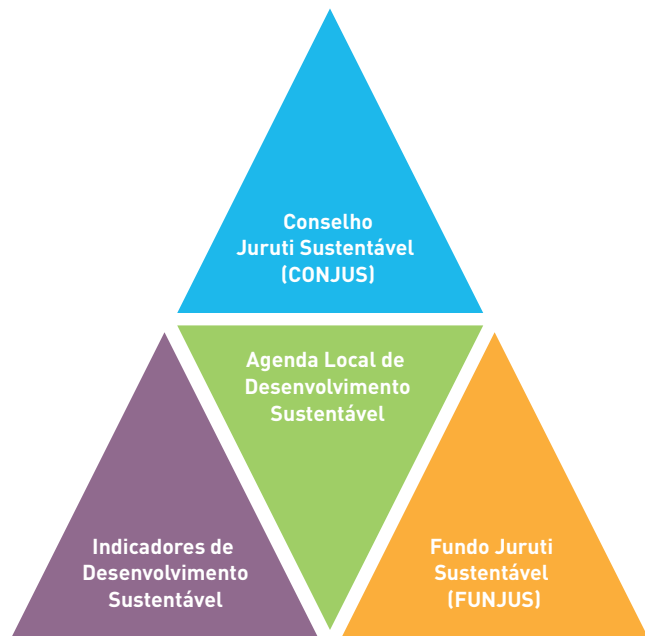 Conselho
Juruti Sustentável
(CONJUS)
Agenda Local de
Desenvolvimento
Sustentável
Indicadores de
Desenvolvimento
Sustentável
Fundo Juruti
Sustentável
(FUNJUS)